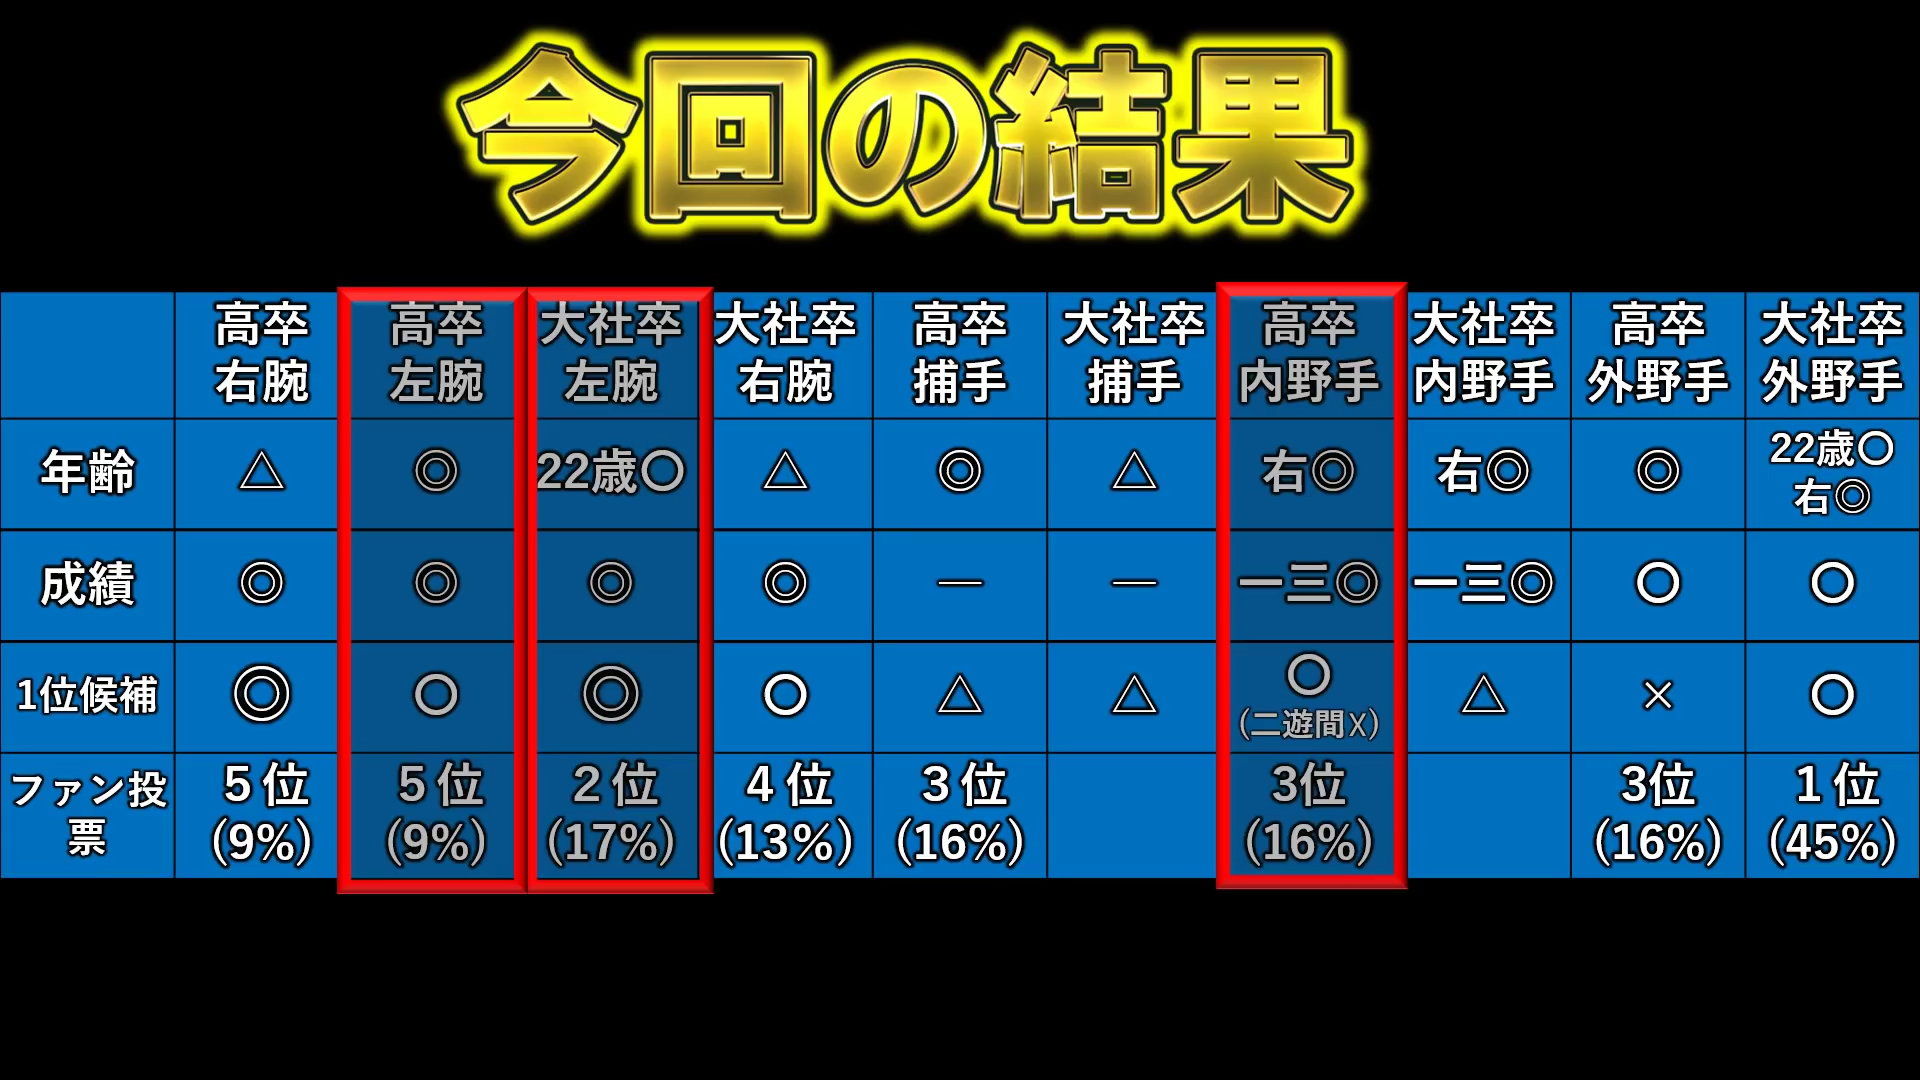 今回の結果
高卒 高卒 大社卒 大社卒 高卒 大社卒 高卒 大社卒 高卒 大社卒
右腕 左腕 左腕 右腕 捕手 捕手 内野手 内野手 外野手 外野手
年齢 △ ◎ 22歳〇 △ ◎ △ 右◎ 右◎ ◎ 22歳〇
右◎
成績 ◎ ◎ ◎ ◎ ― ― 一三◎ 一三◎ 〇 〇
1位候補 ◎ 〇 ◎ 〇 △ △ 〇 △ × 〇
(二遊間X)
ファン投 5位 5位 2位 4位 3位 3位 3位 1位
票 (9%) (9%) (17%) (13%) (16%) (16%) (16%) (45%)